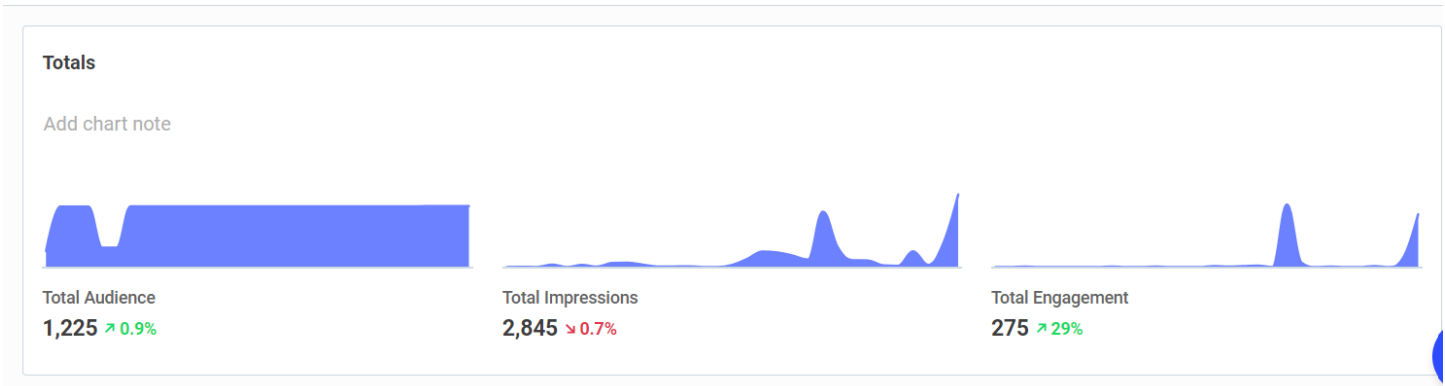 Totals
Add chart note
Total Audience
1,225 ↗ 0.9%
Total Impressions
2,845 ↘ 0.7%
Total Engagement
275 ↗ 29%